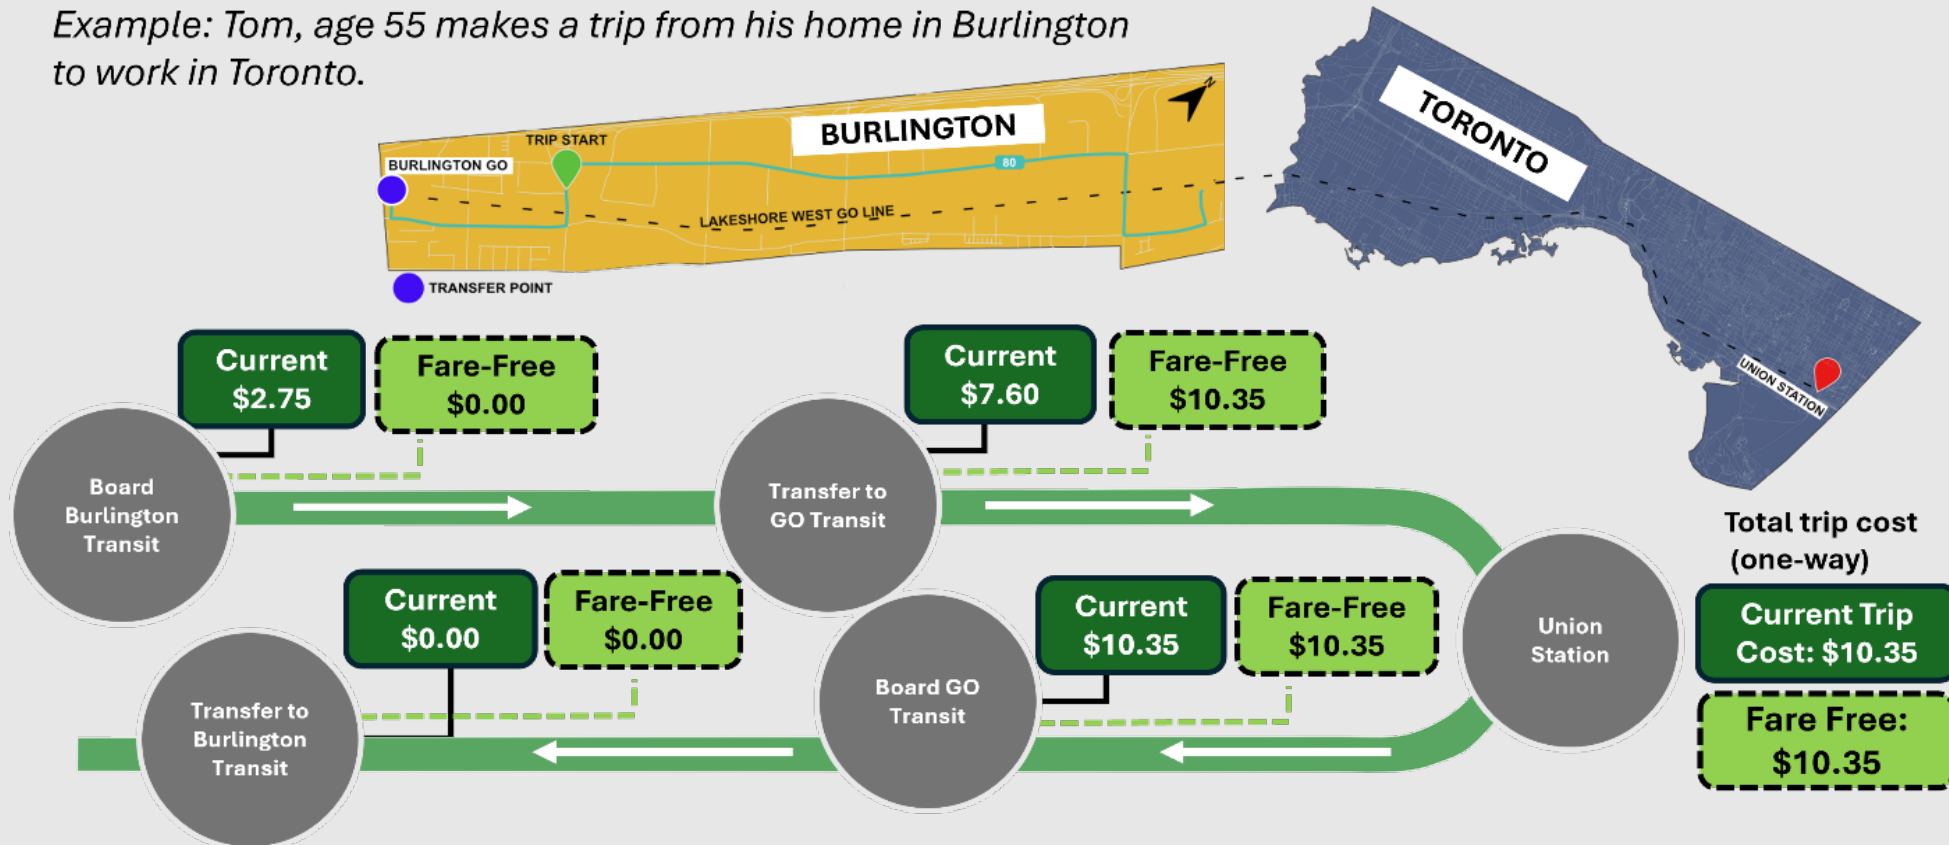 Example: Tom, age 55 makes a trip from his home in Burlington
to work in Toronto.
N
BURLINGTON
TORONTO
TRIP START
BURLINGTON GO
80
LAKESHORE WEST GO LINE
TRANSFER POINT
UNION STATION
Current
$2.75
Fare-Free
$0.00
Current
$7.60
Fare-Free
$10.35
Board
Burlington
Transit
Transfer to
GO Transit
Union
Station
Total trip cost
(one-way)
Current Trip
Cost: $10.35
Fare Free:
$10.35
Current
$0.00
Fare-Free
$0.00
Current
$10.35
Fare-Free
$10.35
Transfer to
Burlington
Transit
Board GO
Transit